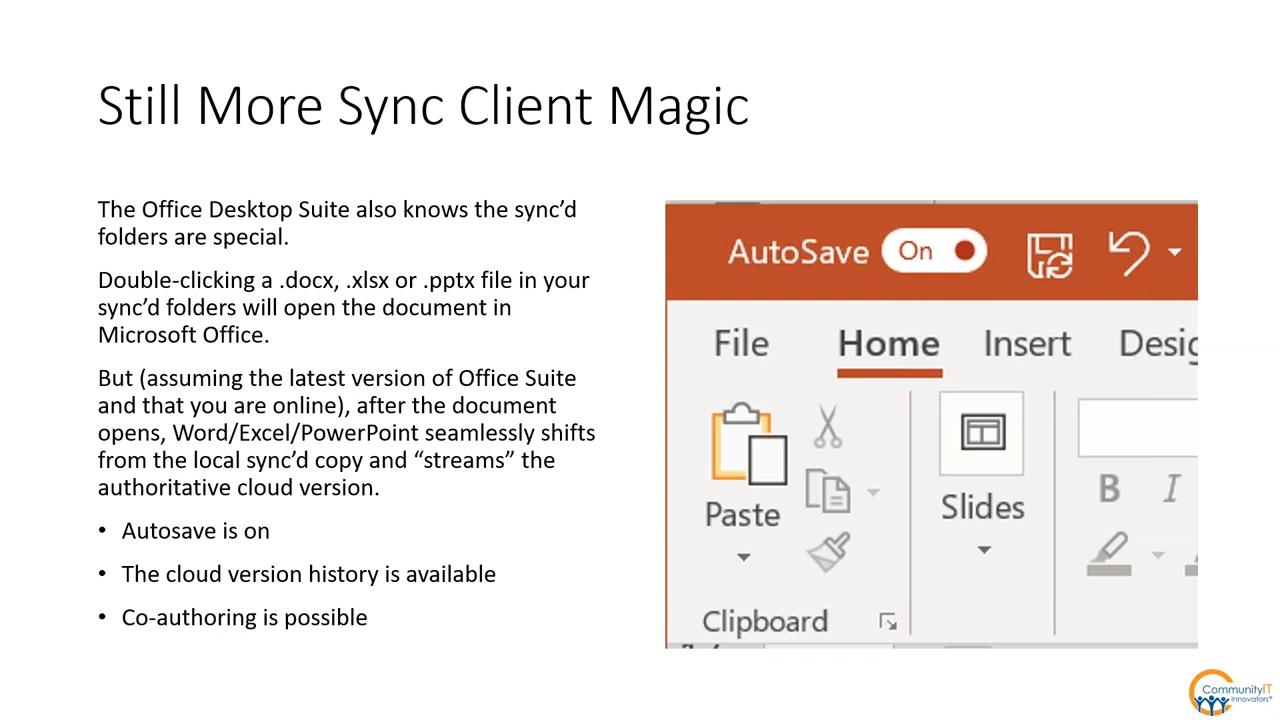 Still More Sync Client Magic
The Office Desktop Suite also knows the sync’d
folders are special.
Double-clicking a .docx, .xlsx or .pptx file in your
sync’d folders will open the document in
Microsoft Office.
But (assuming the latest version of Office Suite
and that you are online), after the document
opens, Word/Excel/PowerPoint seamlessly shifts
from the local sync’d copy and “streams” the
authoritative cloud version.
• Autosave is on
• The cloud version history is available
• Co-authoring is possible
AutoSave On
File Home Insert Desig
Paste
Slides
B I
Clipboard
CommunityIT
Innovators®